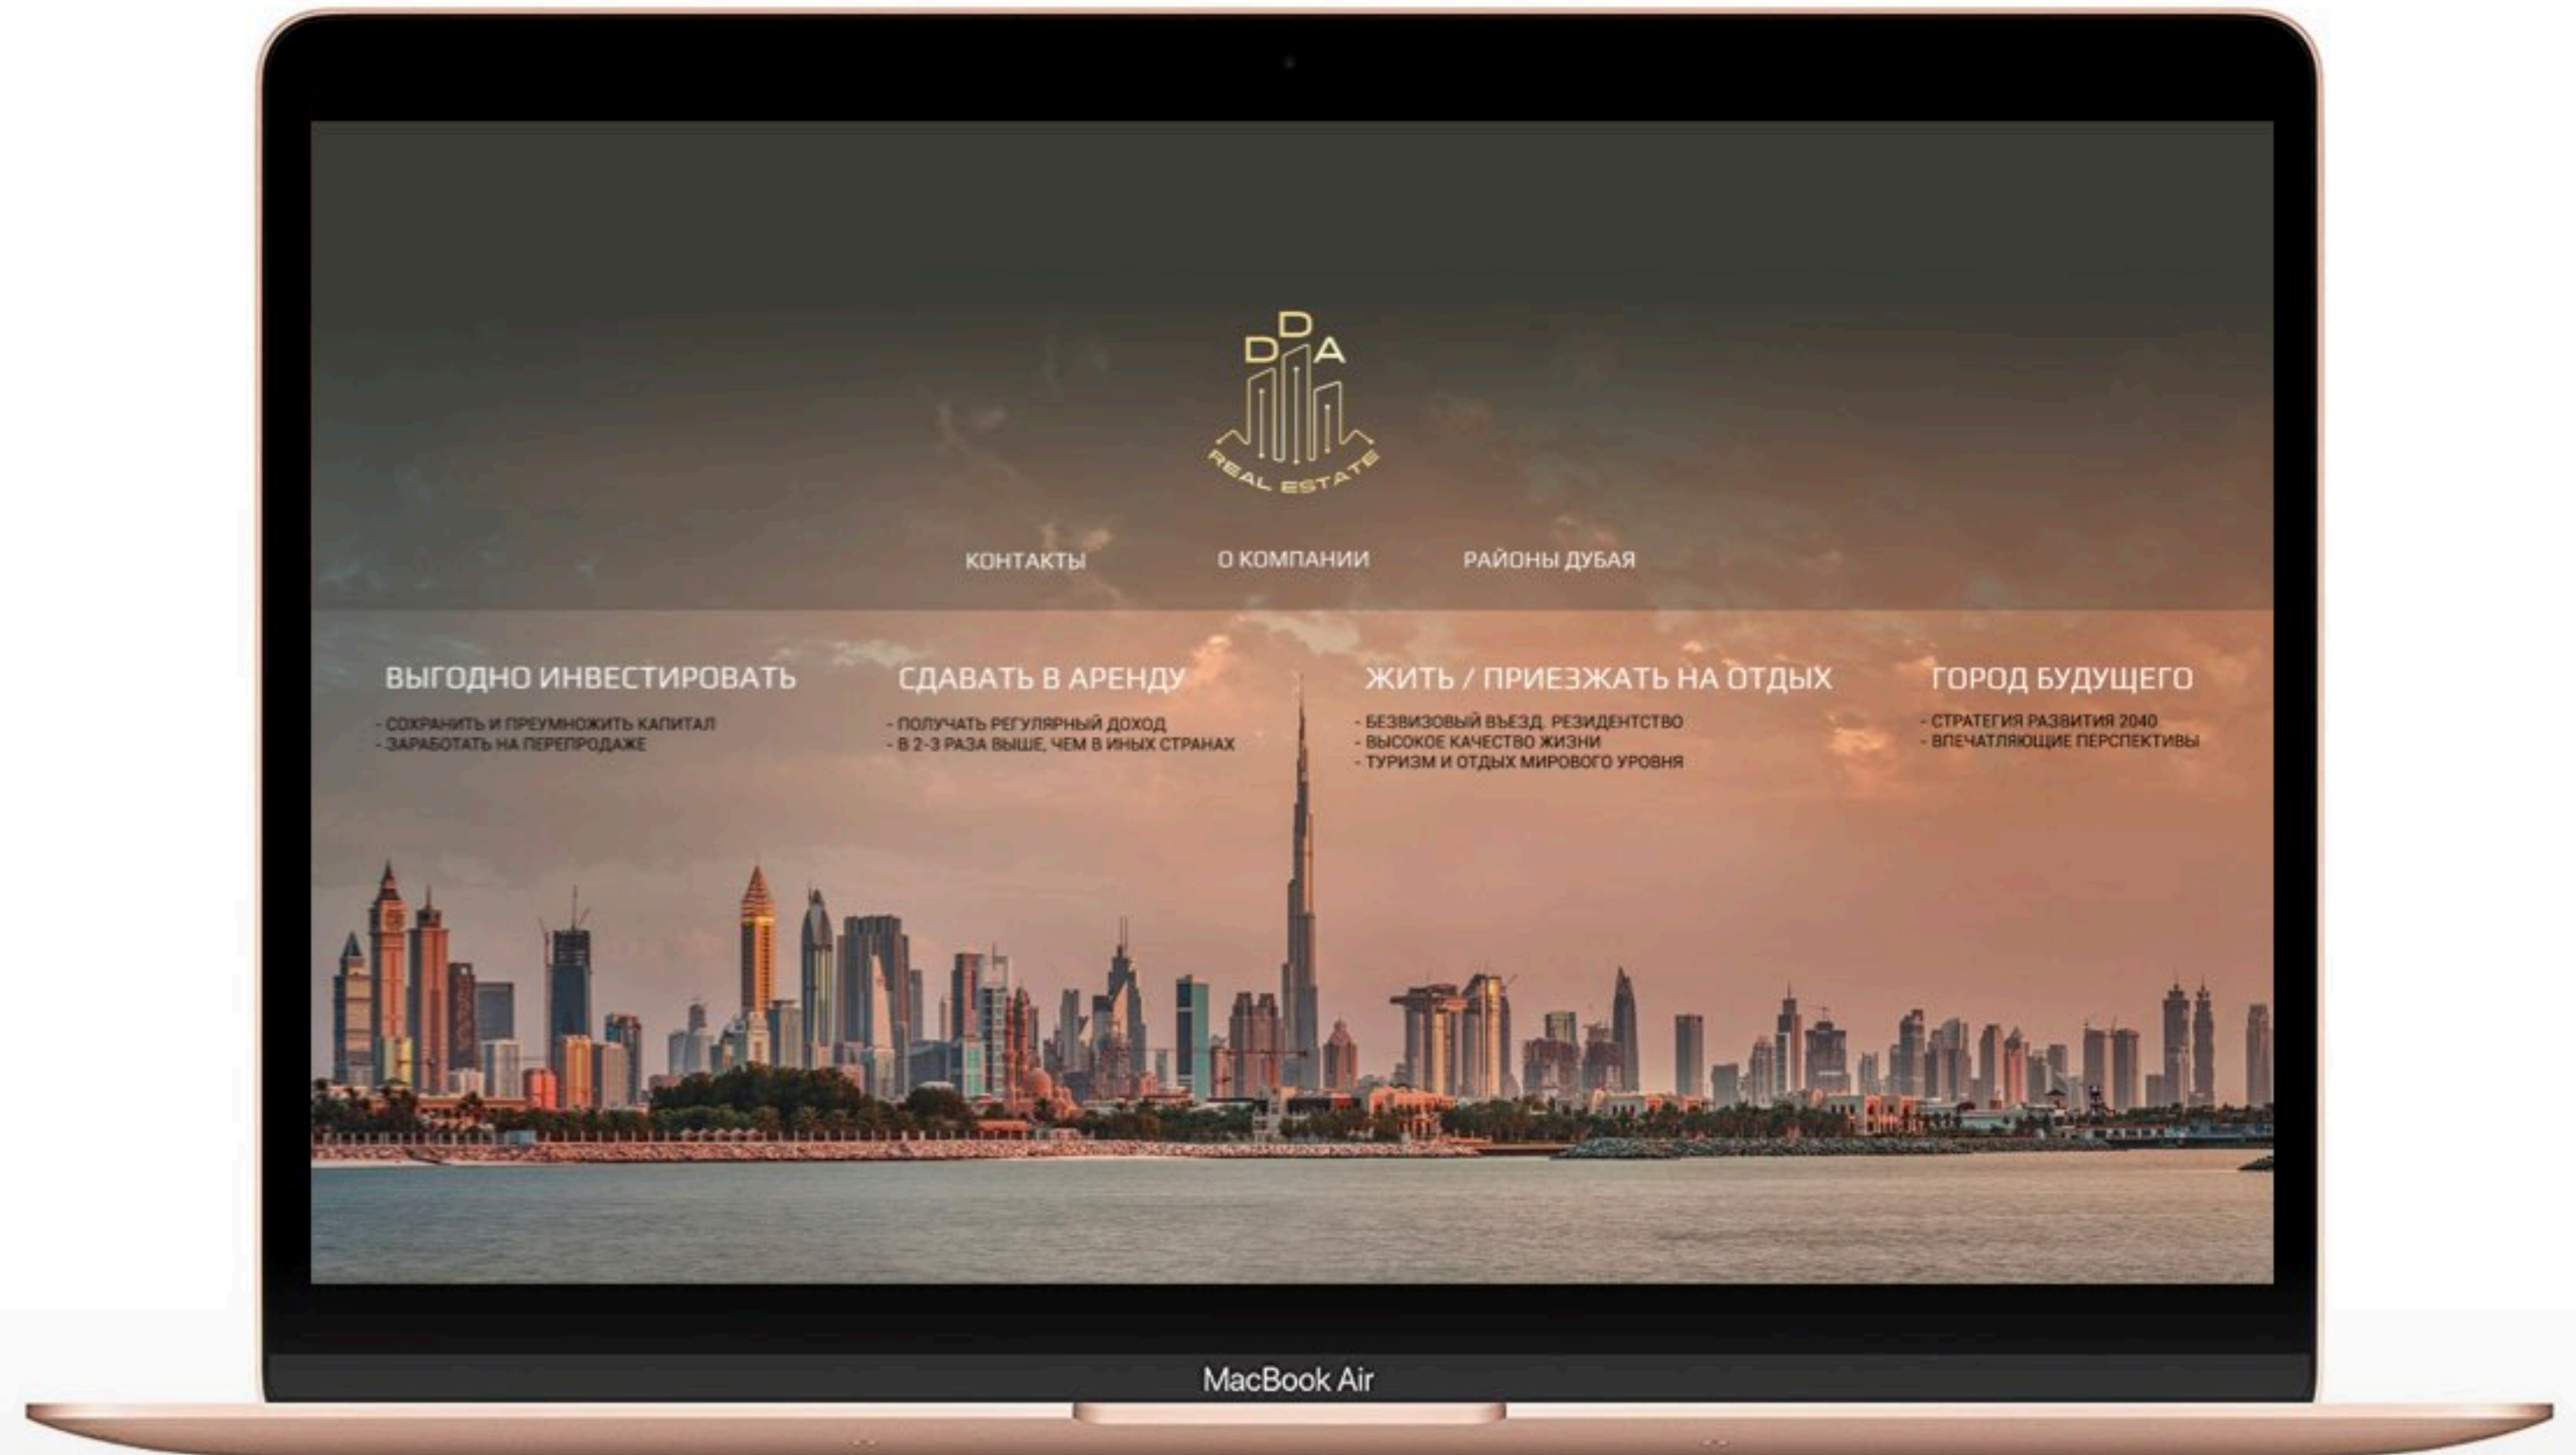 D
D A
REAL ESTATE
КОНТАКТЫ
О КОМПАНИИ
РАЙОНЫ ДУБАЯ
ВЫГОДНО ИНВЕСТИРОВАТЬ
- СОХРАНИТЬ И ПРЕУМНОЖИТЬ КАПИТАЛ
- ЗАРАБОТАТЬ НА ПЕРЕПРОДАЖЕ
СДАВАТЬ В АРЕНДУ
- ПОЛУЧАТЬ РЕГУЛЯРНЫЙ ДОХОД
- В 2-3 РАЗА ВЫШЕ, ЧЕМ В ИНЫХ СТРАНАХ
ЖИТЬ / ПРИЕЗЖАТЬ НА ОТДЫХ
- БЕЗВИЗОВЫЙ ВЪЕЗД. РЕЗИДЕНТСТВО
- ВЫСОКОЕ КАЧЕСТВО ЖИЗНИ
- ТУРИЗМ И ОТДЫХ МИРОВОГО УРОВНЯ
ГОРОД БУДУЩЕГО
- СТРАТЕГИЯ РАЗВИТИЯ 2040
- ВПЕЧАТЛЯЮЩИЕ ПЕРСПЕКТИВЫ
MacBook Air